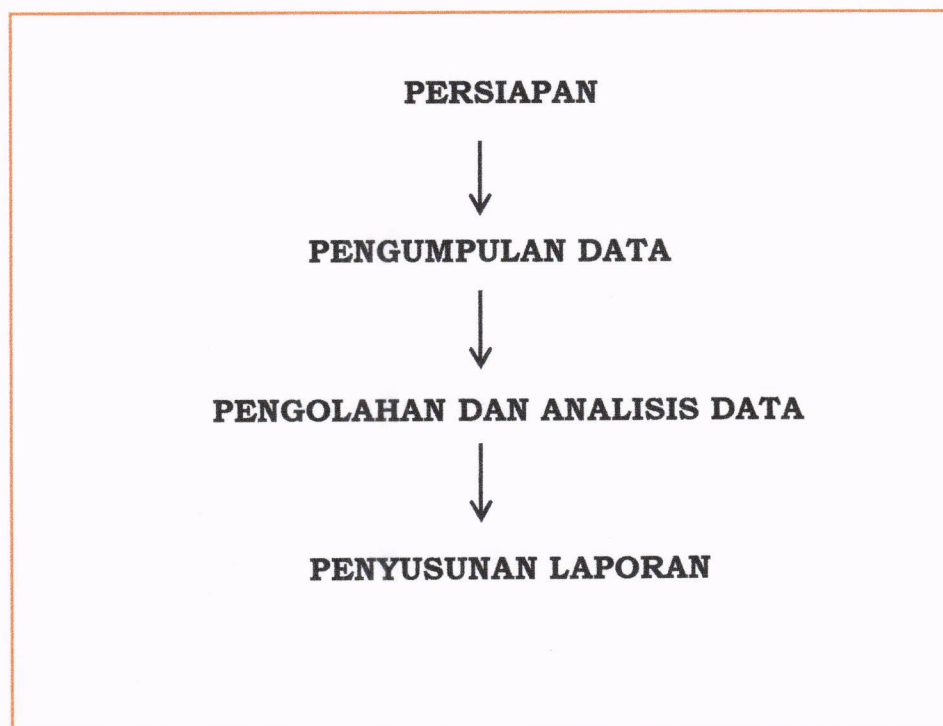 PERSIAPAN
PENGUMPULAN DATA
PENGOLAHAN DAN ANALISIS DATA
PENYUSUNAN LAPORAN